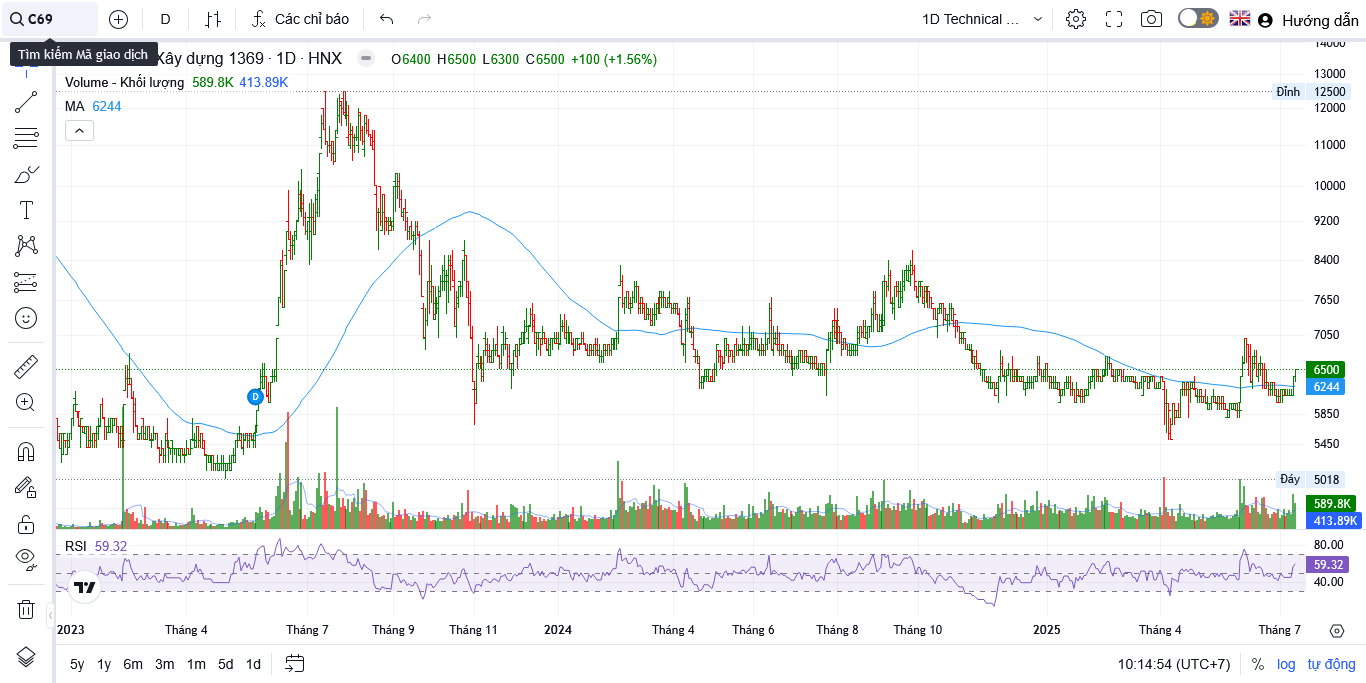 C69
D
Các chỉ báo
1D Technical ...
Hướng dẫn
Tìm kiếm Mã giao dịch
Xây dựng 1369 · 1D · HNX
O6400 H6500 L6300 C6500 +100 (+1.56%)
Volume - Khối lượng 589.8K 413.89K
MA 6244
14000
13000
Đỉnh 12500
12000
11000
10000
9200
8400
7650
7050
6500
6244
5850
5450
Đáy 5018
589.8K
413.89K
D
RSI 59.32
80.00
59.32
40.00
2023 Tháng 4 Tháng 7 Tháng 9 Tháng 11 2024 Tháng 4 Tháng 6 Tháng 8 Tháng 10 2025 Tháng 4 Tháng 7
5y 1y 6m 3m 1m 5d 1d
10:14:54 (UTC+7) % log tự động